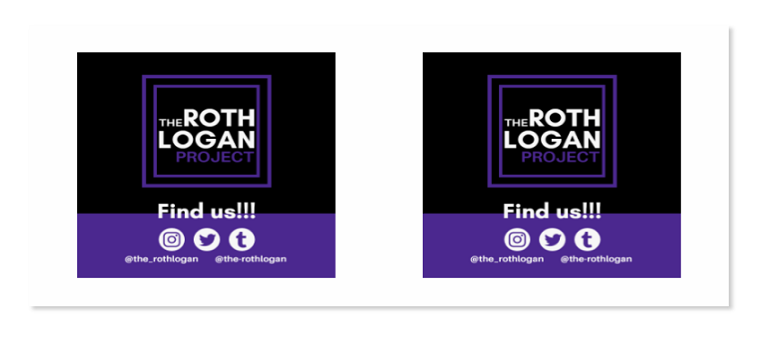 THE ROTH
LOGAN
PROJECT
Find us!!!
@the_rothlogan @the-rothlogan
THE ROTH
LOGAN
PROJECT
Find us!!!
@the_rothlogan @the-rothlogan